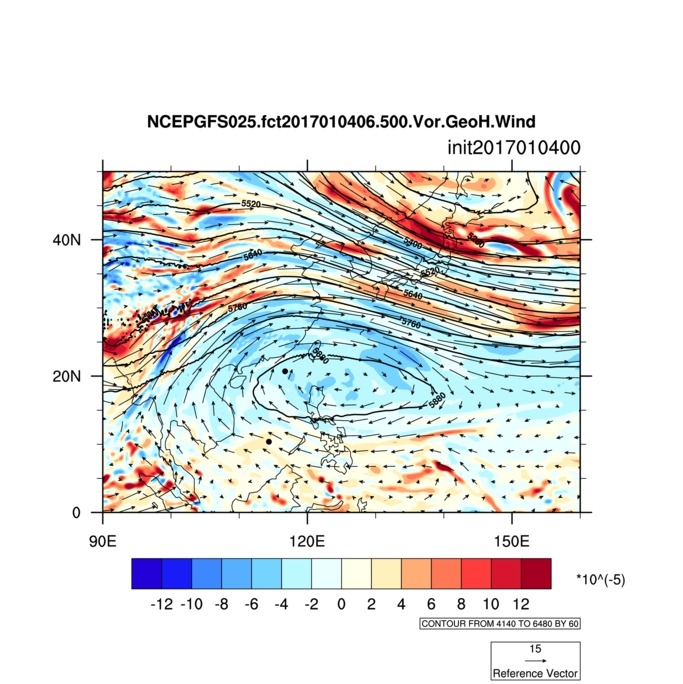 NCEPGFS025.fct2017010406.500.Vor.GeoH.Wind
init2017010400
5520
40N
5640
5400
5520
5640
5760
5760
20N
5880
5880
0
90E 120E 150E
-12 -10 -8 -6 -4 -2 0 2 4 6 8 10 12
*10^(-5)
CONTOUR FROM 4140 TO 6480 BY 60
15
Reference Vector